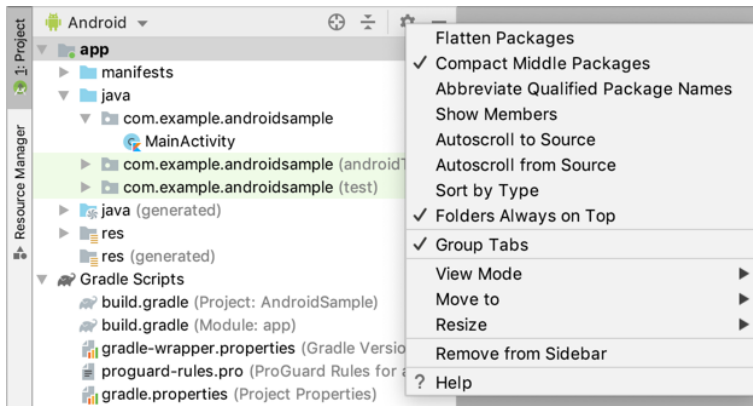 1: Project
Resource Manager
Android
app
manifests
java
com.example.androidsample
MainActivity
com.example.androidsample (androidT
com.example.androidsample (test)
java (generated)
res
res (generated)
Gradle Scripts
build.gradle (Project: AndroidSample)
build.gradle (Module: app)
gradle-wrapper.properties (Gradle Versio
proguard-rules.pro (ProGuard Rules for
gradle.properties (Project Properties)
Flatten Packages
✓ Compact Middle Packages
Abbreviate Qualified Package Names
Show Members
Autoscroll to Source
Autoscroll from Source
Sort by Type
✓ Folders Always on Top
✓ Group Tabs
View Mode
Move to
Resize
Remove from Sidebar
? Help